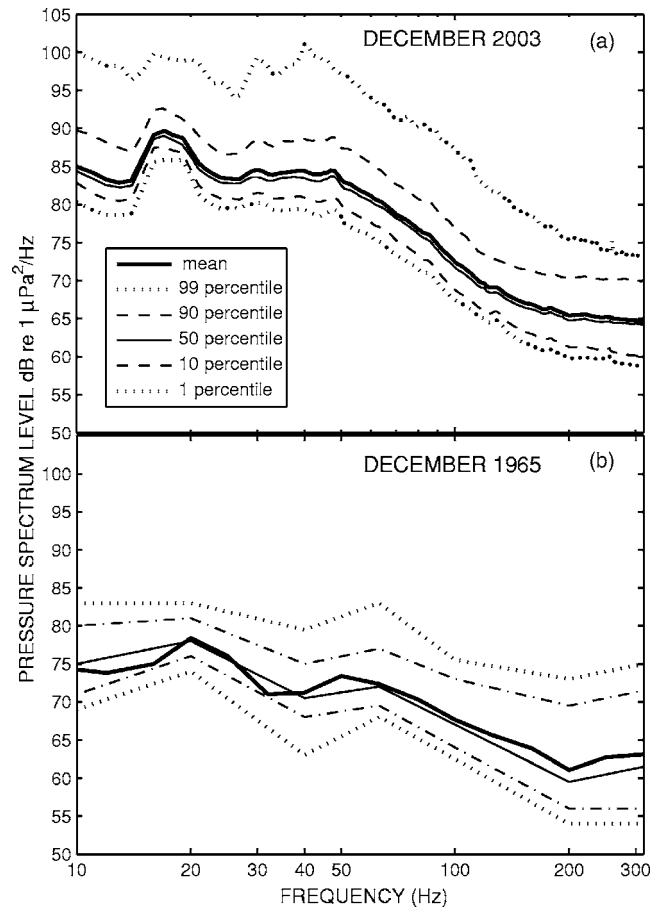 DECEMBER 2003
(a)
105
100
95
90
85
80
75
70
65
60
55
50
mean
99 percentile
90 percentile
50 percentile
10 percentile
1 percentile
PRESSURE SPECTRUM LEVEL dB re 1 µPa²/Hz
DECEMBER 1965
(b)
100
95
90
85
80
75
70
65
60
55
50
10
20
30
40
50
100
200
300
FREQUENCY (Hz)